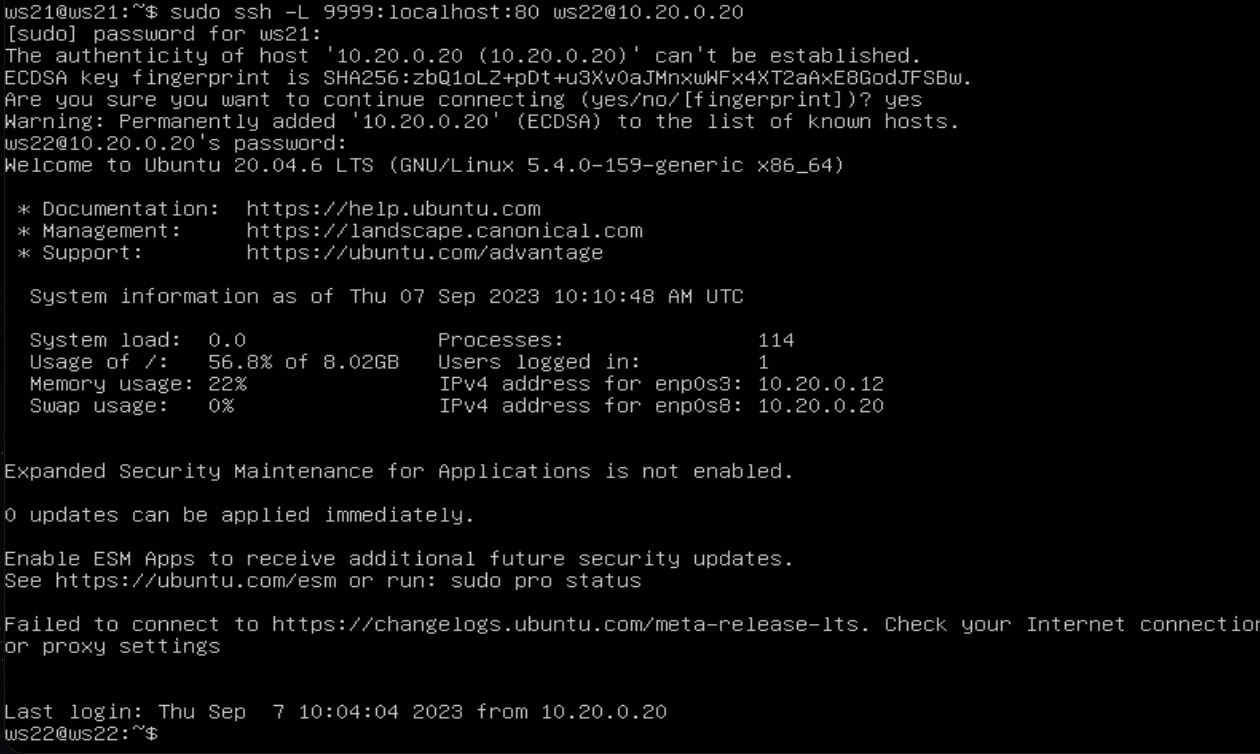 ws21@ws21:~$ sudo ssh -L 9999:localhost:80 ws22@10.20.0.20
[sudo] password for ws21:
The authenticity of host '10.20.0.20 (10.20.0.20)' can't be established.
ECDSA key fingerprint is SHA256:zbQ1oLZ+pDt+u3Xv0aJMnxwWFx4XT2aAxE8GodJFSBw.
Are you sure you want to continue connecting (yes/no/[fingerprint])? yes
Warning: Permanently added '10.20.0.20' (ECDSA) to the list of known hosts.
ws22@10.20.0.20's password:
Welcome to Ubuntu 20.04.6 LTS (GNU/Linux 5.4.0-159-generic x86_64)

 * Documentation:  https://help.ubuntu.com
 * Management:     https://landscape.canonical.com
 * Support:        https://ubuntu.com/advantage

  System information as of Thu 07 Sep 2023 10:10:48 AM UTC

  System load:  0.0                Processes:               114
  Usage of /:   56.8% of 8.02GB   Users logged in:         1
  Memory usage: 22%                IPv4 address for enp0s3: 10.20.0.12
  Swap usage:   0%                 IPv4 address for enp0s8: 10.20.0.20

Expanded Security Maintenance for Applications is not enabled.

0 updates can be applied immediately.

Enable ESM Apps to receive additional future security updates.
See https://ubuntu.com/esm or run: sudo pro status

Failed to connect to https://changelogs.ubuntu.com/meta-release-lts. Check your Internet connection
or proxy settings

Last login: Thu Sep  7 10:04:04 2023 from 10.20.0.20
ws22@ws22:~$